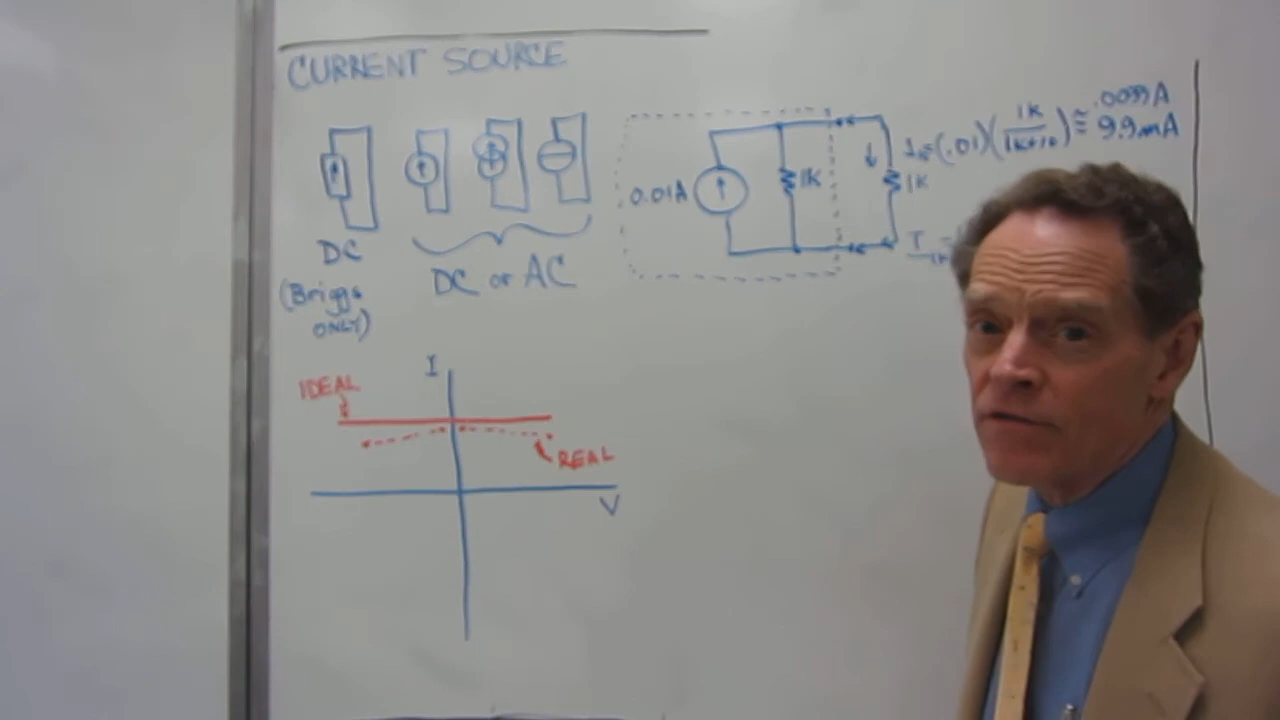 CURRENT SOURCE
DC
(Briggs
ONLY)
DC or AC
0.01A
1K
1K
(.01)(1K/1K+10) ≅ .0099A
9.9mA
I
IDEAL
REAL
V